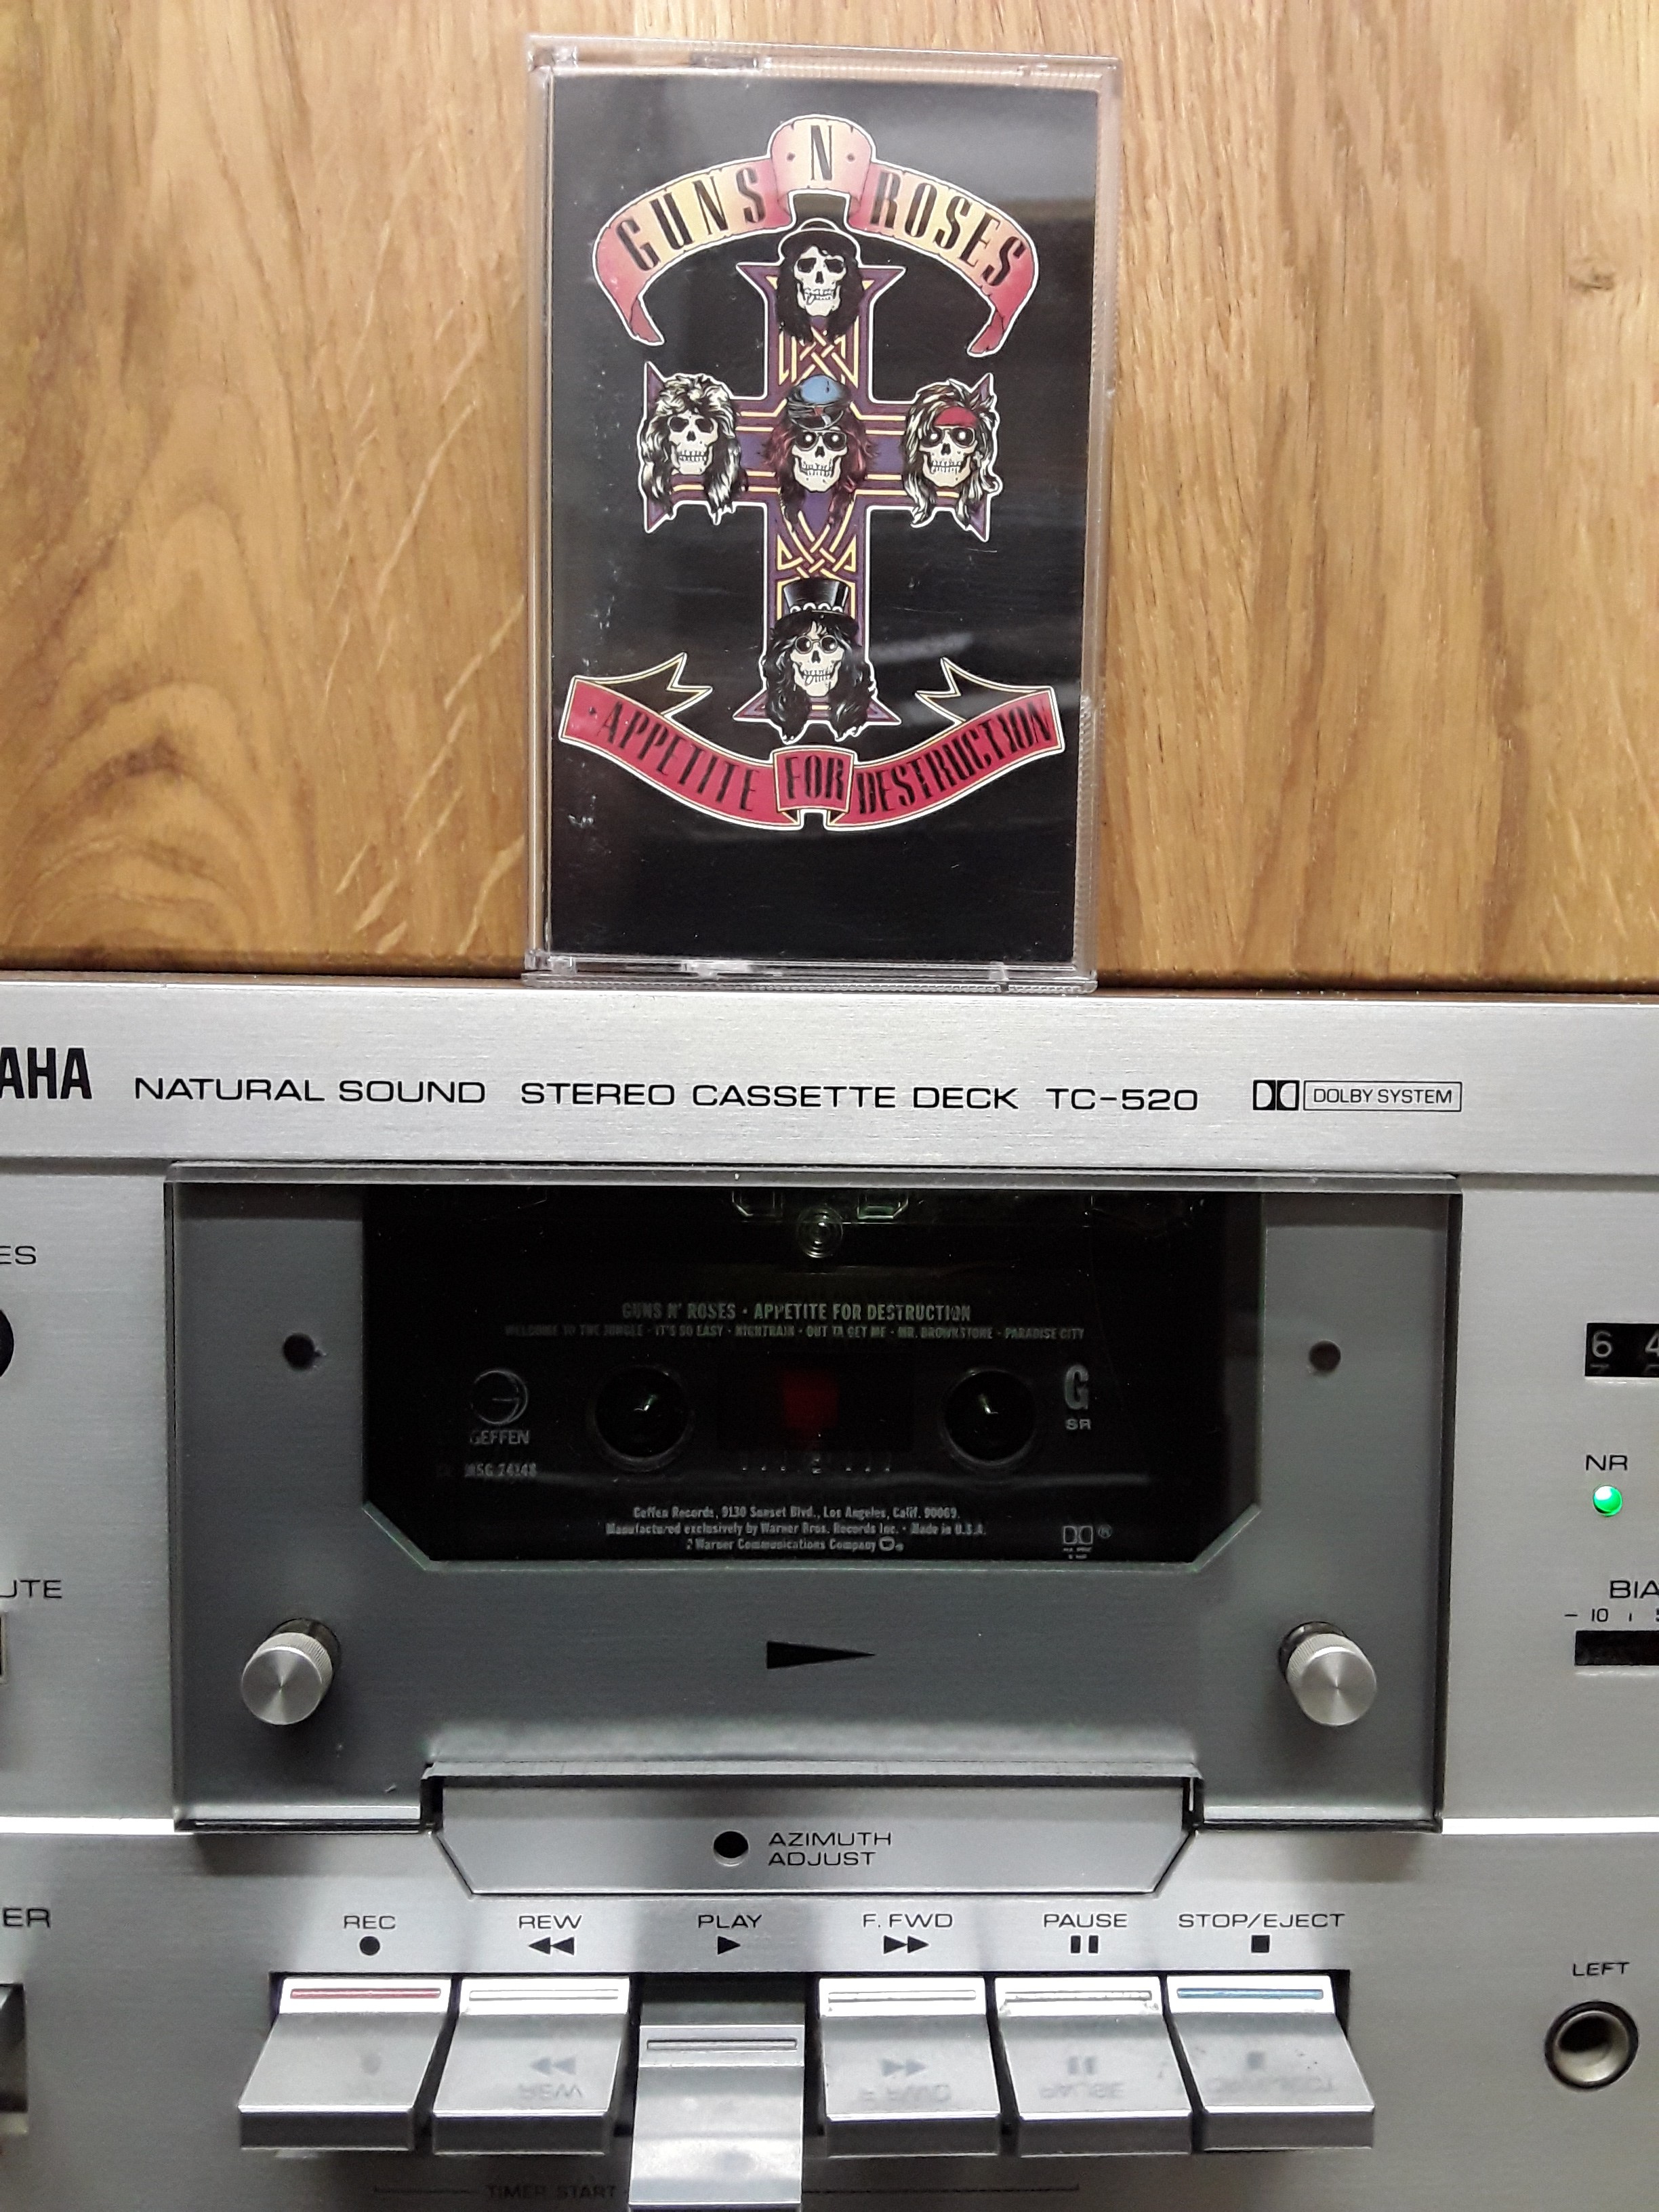 GUNS N ROSES
APPETITE FOR DESTRUCTION
AHA NATURAL SOUND STEREO CASSETTE DECK TC-520 DOLBY SYSTEM
ES
GUNS N' ROSES · APPETITE FOR DESTRUCTION
WELCOME TO THE JUNGLE · IT'S SO EASY · NIGHTRAIN · OUT TA GET ME · MR. BROWNSTONE · PARADISE CITY
6 4
G
SR
GEFFEN
M5G 24148
NR
Geffen Records, 9130 Sunset Blvd., Los Angeles, Calif. 90069.
Manufactured exclusively by Warner Bros. Records Inc. · Made in U.S.A.
Warner Communications Company
UTE
BIA
- 10
AZIMUTH
ADJUST
ER
REC REW PLAY F. FWD PAUSE STOP/EJECT
LEFT
TIMER START